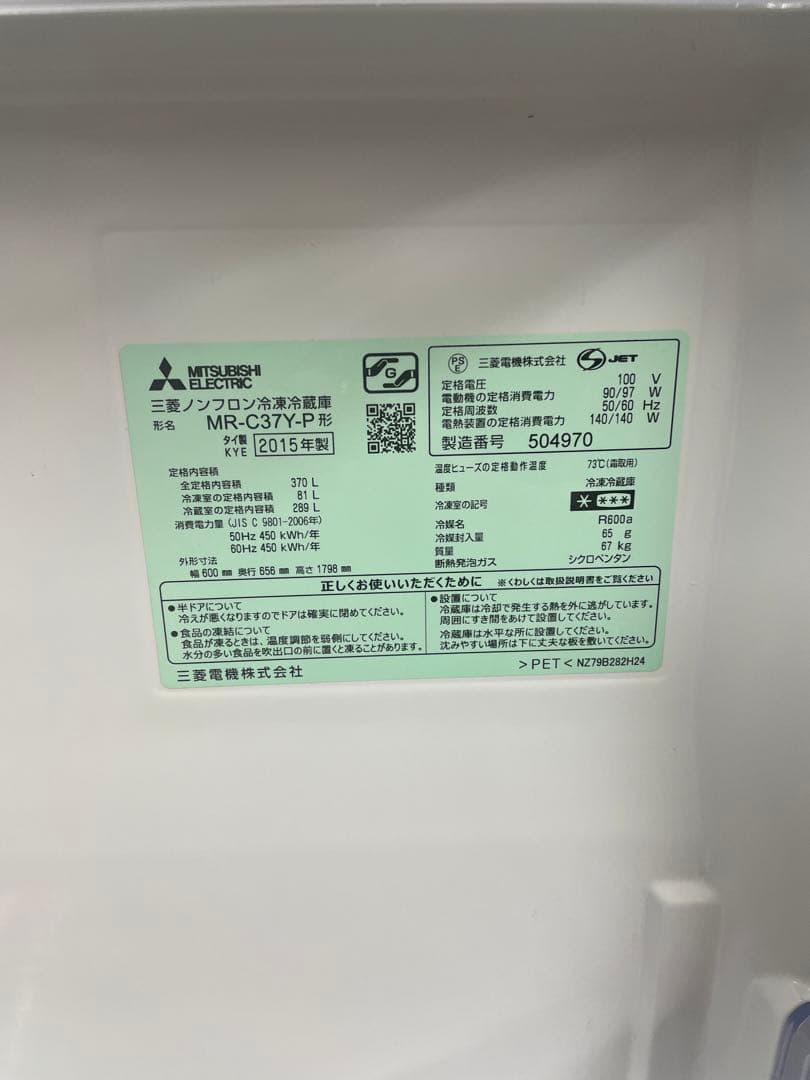 MITSUBISHI
ELECTRIC
三菱ノンフロン冷凍冷蔵庫
形名 MR-C37Y-P形
タイ製
KYE 2015年製
G
定格内容積
全定格内容積 370 L
冷凍室の定格内容積 81 L
冷蔵室の定格内容積 289 L
消費電力量 (JIS C 9801-2006年)
50Hz 450 kWh/年
60Hz 450 kWh/年
外形寸法
幅 600 mm 奥行 656 mm 高さ 1798 mm
PS
E 三菱電機株式会社 S JET
定格電圧 100 V
電動機の定格消費電力 90/97 W
定格周波数 50/60 Hz
電熱装置の定格消費電力 140/140 W
製造番号 504970
温度ヒューズの定格動作温度 73℃(霜取用)
種類 冷凍冷蔵庫
冷凍室の記号 * ***
冷媒名 R600a
冷媒封入量 65 g
質量 67 kg
断熱発泡ガス シクロペンタン
正しくお使いいただくために ※くわしくは取扱説明書をご覧ください
●半ドアについて
冷えが悪くなりますのでドアは確実に閉めてください。
●食品の凍結について
食品が凍るときは、温度調節を弱側にしてください。
水分の多い食品を吹出口の前に置くと凍ることがあります。
●設置について
冷蔵庫は冷却で発生する熱を外に逃がしています。
周囲にすき間をあけて設置してください。
冷蔵庫は水平な所に設置してください。
沈みやすい場所は下に丈夫な板を敷いてください。
三菱電機株式会社
>PET< NZ79B282H24